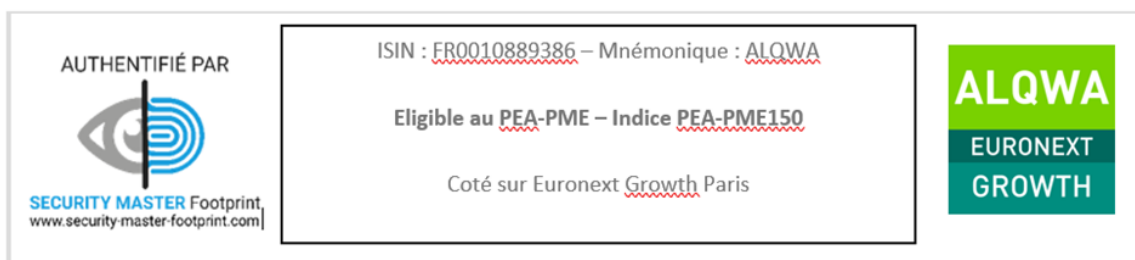 AUTHENTIFIÉ PAR
SECURITY MASTER Footprint
www.security-master-footprint.com
ISIN : FR0010889386 – Mnémonique : ALQWA
Eligible au PEA-PME – Indice PEA-PME150
Coté sur Euronext Growth Paris
ALQWA
EURONEXT
GROWTH